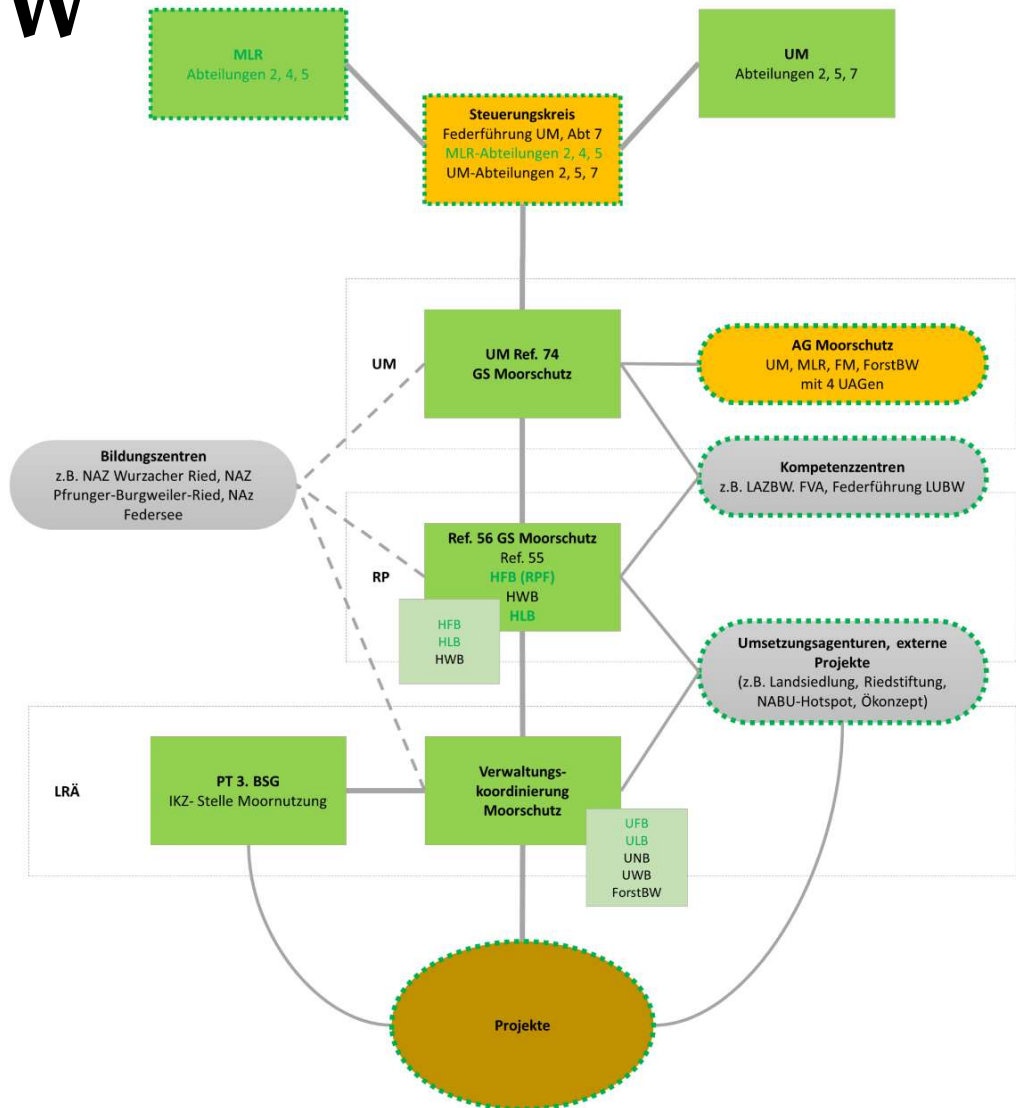 W
MLR
Abteilungen 2, 4, 5
UM
Abteilungen 2, 5, 7
Steuerungskreis
Federführung UM, Abt 7
MLR-Abteilungen 2, 4, 5
UM-Abteilungen 2, 5, 7
UM
UM Ref. 74
GS Moorschutz
AG Moorschutz
UM, MLR, FM, ForstBW
mit 4 UAGen
Bildungszentren
z.B. NAZ Wurzacher Ried, NAZ
Pfrunger-Burgweiler-Ried, NAz
Federsee
Kompetenzzentren
z.B. LAZBW. FVA, Federführung LUBW
RP
Ref. 56 GS Moorschutz
Ref. 55
HFB (RPF)
HWB
HLB
HFB
HLB
HWB
Umsetzungsagenturen, externe
Projekte
(z.B. Landsiedlung, Riedstiftung,
NABU-Hotspot, Ökonzept)
LRÄ
PT 3. BSG
IKZ- Stelle Moornutzung
Verwaltungs-
koordinierung
Moorschutz
UFB
ULB
UNB
UWB
ForstBW
Projekte